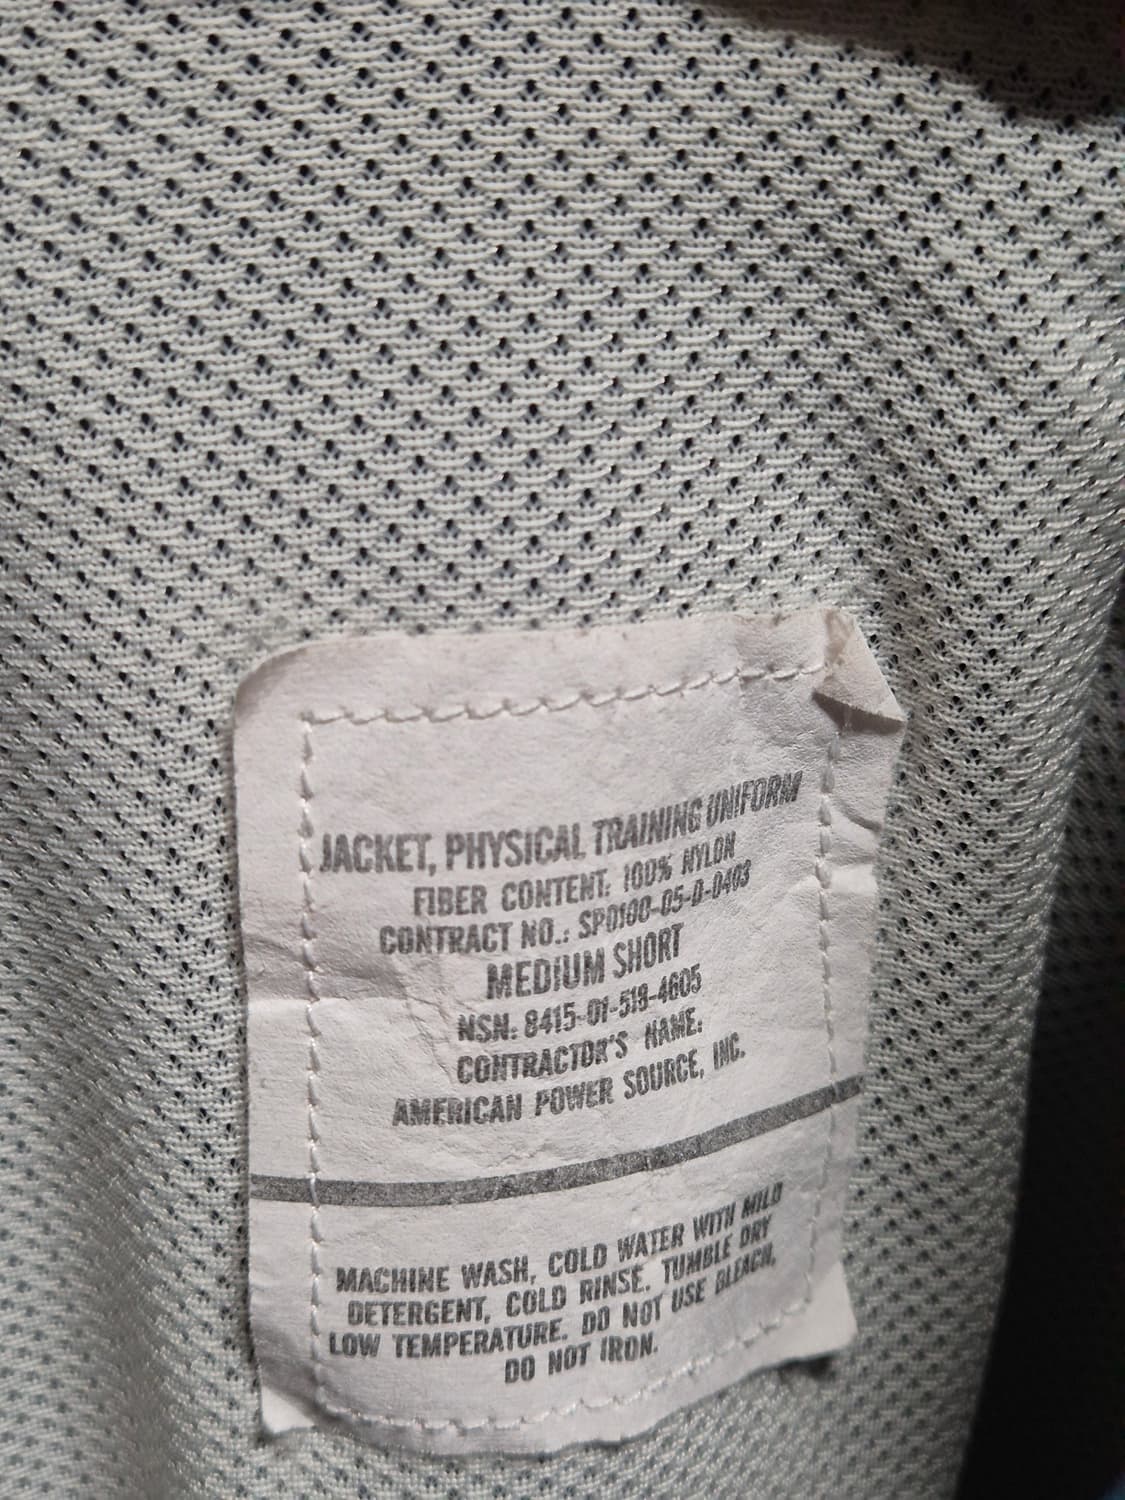 JACKET, PHYSICAL TRAINING UNIFORM
FIBER CONTENT: 100% NYLON
CONTRACT NO.: SP0100-05-D-0403
MEDIUM SHORT
NSN: 8415-01-518-4605
CONTRACTOR'S NAME:
AMERICAN POWER SOURCE, INC.
MACHINE WASH, COLD WATER WITH MILD
DETERGENT, COLD RINSE. TUMBLE DRY
LOW TEMPERATURE. DO NOT USE BLEACH,
DO NOT IRON.